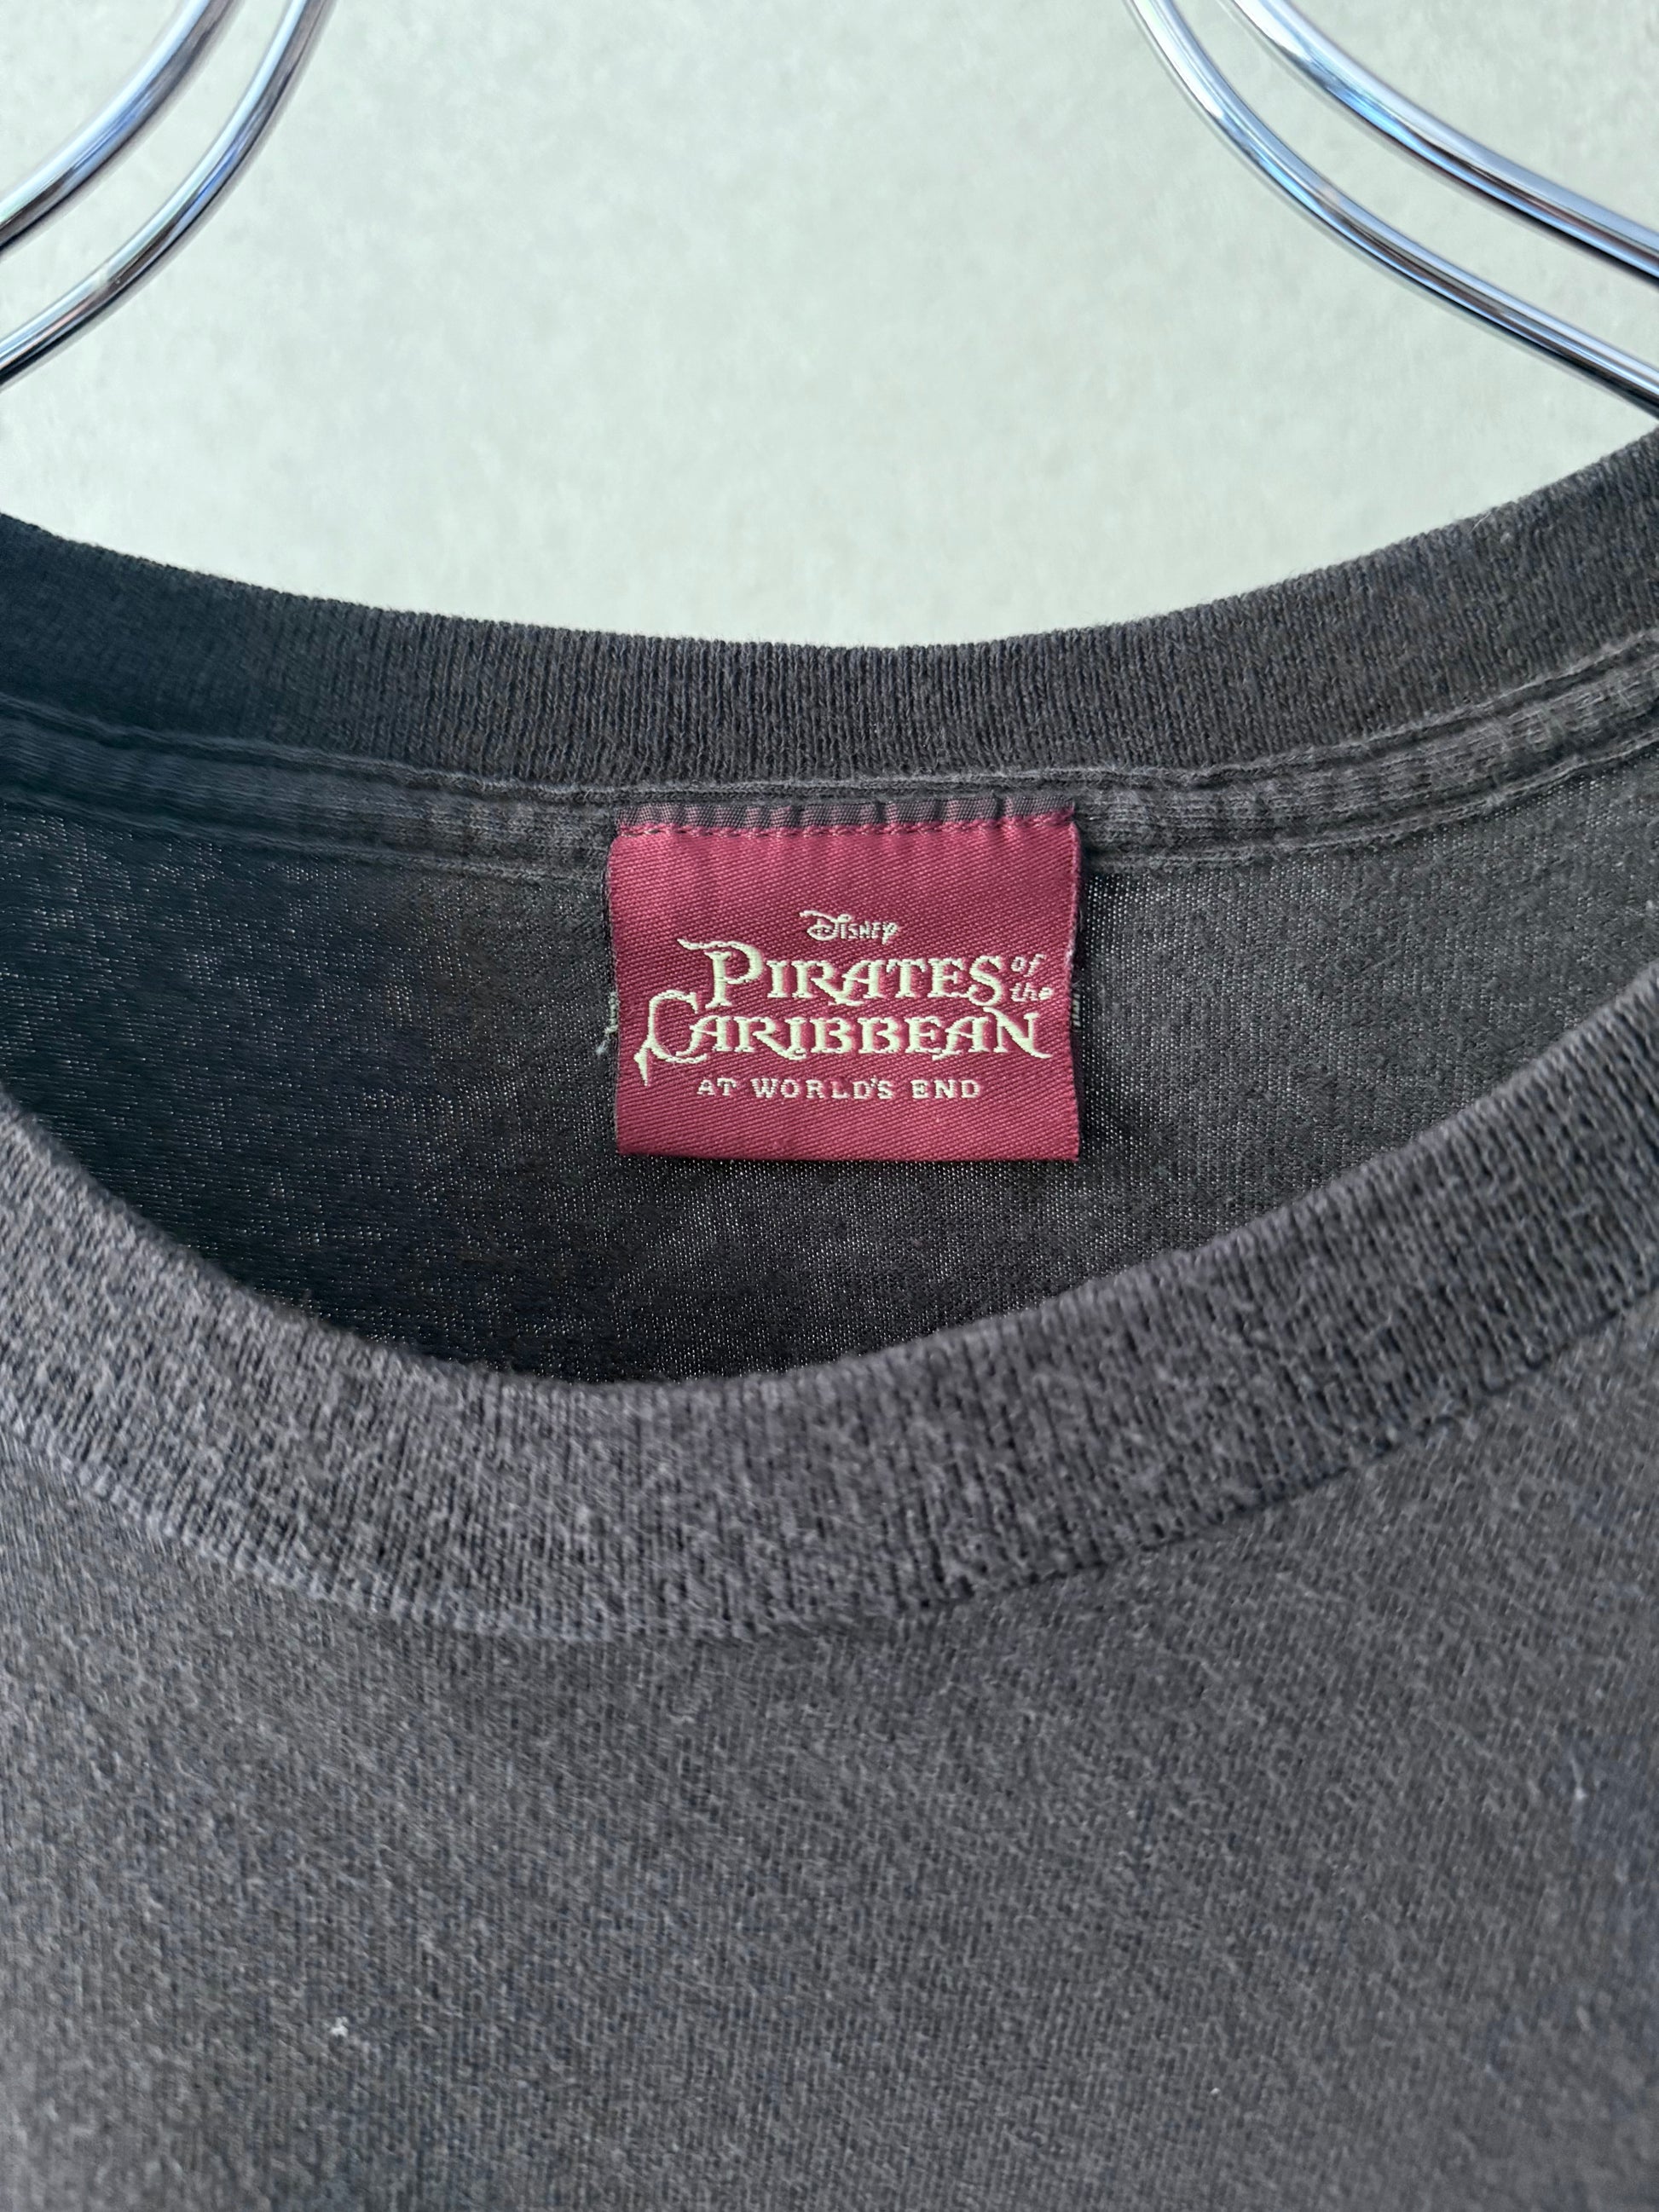 Disney
PIRATES of the
CARIBBEAN
AT WORLD'S END